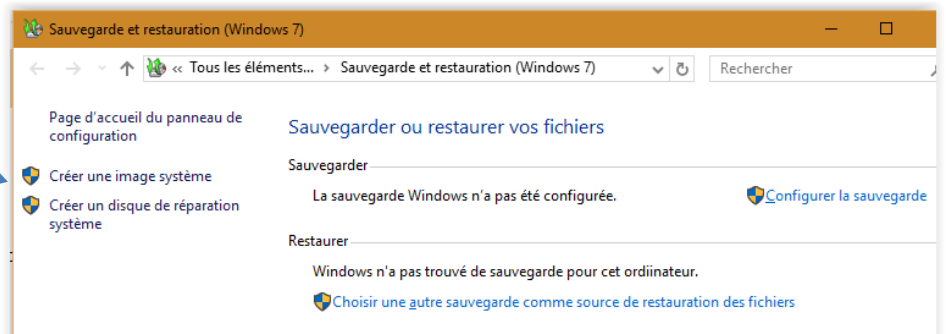 Sauvegarde et restauration (Windows 7)
« Tous les éléments... › Sauvegarde et restauration (Windows 7)
Rechercher
Page d'accueil du panneau de
configuration
Créer une image système
Créer un disque de réparation
système
Sauvegarder ou restaurer vos fichiers
Sauvegarder
La sauvegarde Windows n'a pas été configurée.
Configurer la sauvegarde
Restaurer
Windows n'a pas trouvé de sauvegarde pour cet ordiinateur.
Choisir une autre sauvegarde comme source de restauration des fichiers